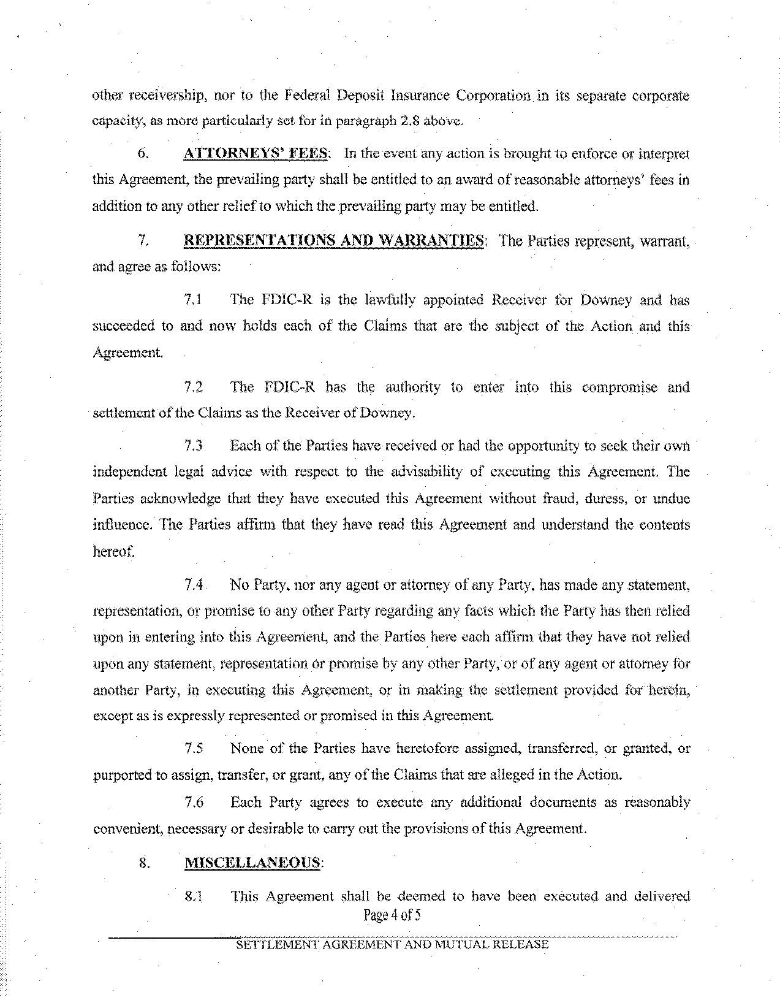 other receivership, nor to the Federal Deposit Insurance Corporation in its separate corporate
capacity, as more particularly set for in paragraph 2.8 above.
6. ATTORNEYS' FEES: In the event any action is brought to enforce or interpret
this Agreement, the prevailing party shall be entitled to an award of reasonable attorneys' fees in
addition to any other relief to which the prevailing party may be entitled.
7. REPRESENTATIONS AND WARRANTIES: The Parties represent, warrant,
and agree as follows:
7.1 The FDIC-R is the lawfully appointed Receiver for Downey and has
succeeded to and now holds each of the Claims that are the subject of the Action and this
Agreement.
7.2 The FDIC-R has the authority to enter into this compromise and
settlement of the Claims as the Receiver of Downey.
7.3 Each of the Parties have received or had the opportunity to seek their own
independent legal advice with respect to the advisability of executing this Agreement. The
Parties acknowledge that they have executed this Agreement without fraud, duress, or undue
influence. The Parties affirm that they have read this Agreement and understand the contents
hereof.
7.4 No Party, nor any agent or attorney of any Party, has made any statement,
representation, or promise to any other Party regarding any facts which the Party has then relied
upon in entering into this Agreement, and the Parties here each affirm that they have not relied
upon any statement, representation or promise by any other Party, or of any agent or attorney for
another Party, in executing this Agreement, or in making the settlement provided for herein,
except as is expressly represented or promised in this Agreement.
7.5 None of the Parties have heretofore assigned, transferred, or granted, or
purported to assign, transfer, or grant, any of the Claims that are alleged in the Action.
7.6 Each Party agrees to execute any additional documents as reasonably
convenient, necessary or desirable to carry out the provisions of this Agreement.
8. MISCELLANEOUS:
8.1 This Agreement shall be deemed to have been executed and delivered
Page 4 of 5
SETTLEMENT AGREEMENT AND MUTUAL RELEASE